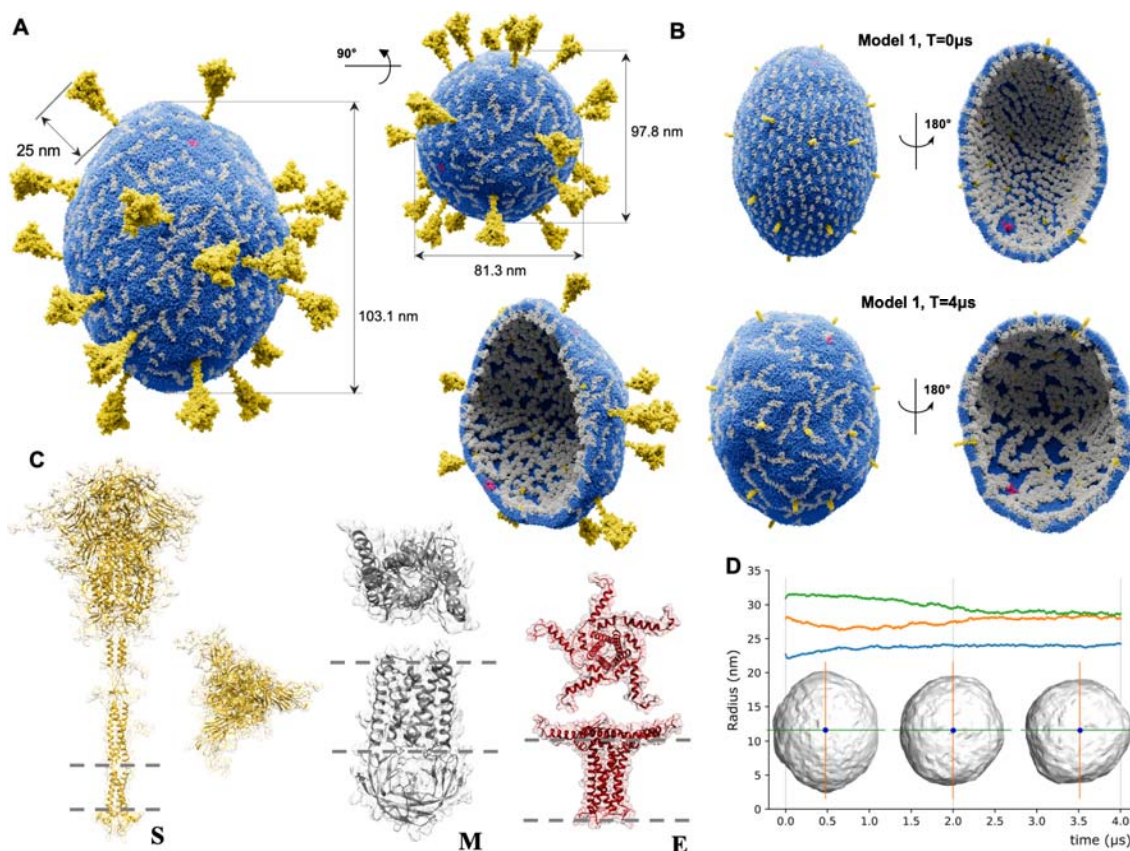 A
90°
25 nm
103.1 nm
97.8 nm
81.3 nm
B
Model 1, T=0µs
180°
Model 1, T=4µs
180°
C
S
M
E
D
Radius (nm)
35
30
25
20
15
10
5
0
0.0 0.5 1.0 1.5 2.0 2.5 3.0 3.5 4.0
time (µs)